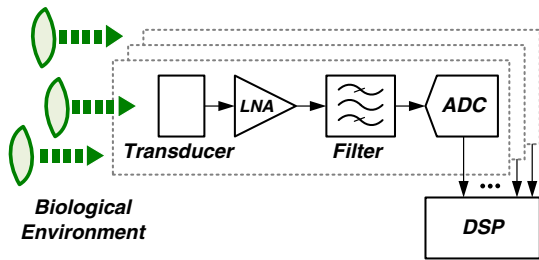 LNA
ADC
Transducer
Filter
...
Biological
Environment
DSP